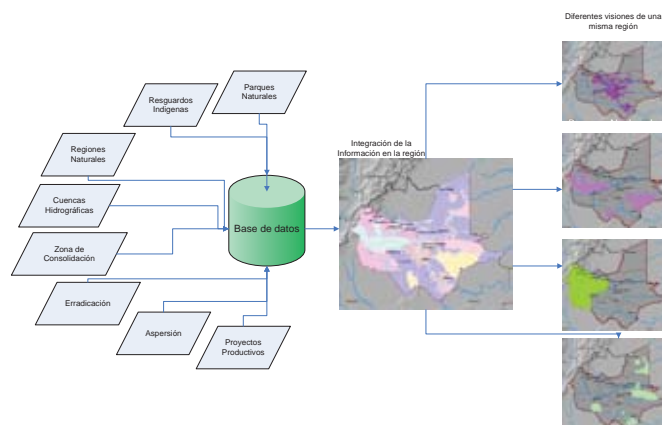 Diferentes visiones de una
misma región
Parques
Naturales
Resguardos
Indigenas
Regiones
Naturales
Cuencas
Hidrográficas
Zona de
Consolidación
Erradicación
Aspersión
Proyectos
Productivos
Base de datos
Integración de la
Información en la región